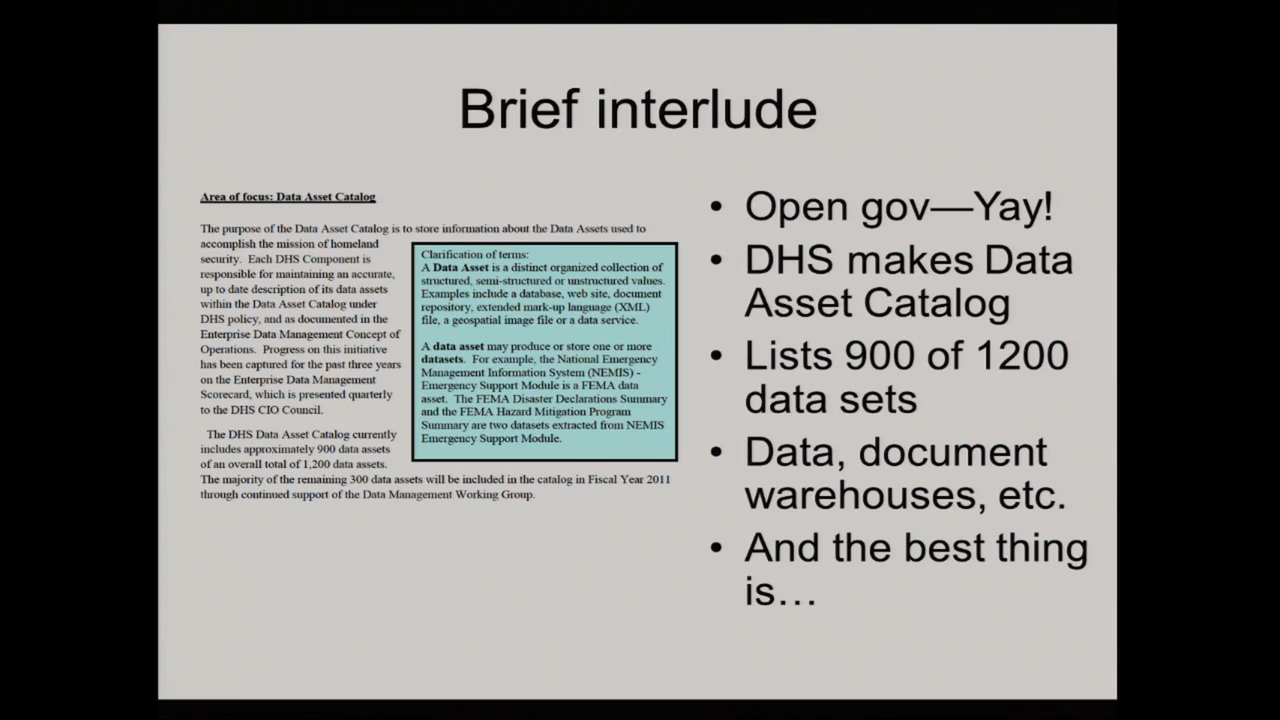 Brief interlude
Area of focus: Data Asset Catalog
The purpose of the Data Asset Catalog is to store information about the Data Assets used to
accomplish the mission of homeland
security. Each DHS Component is
responsible for maintaining an accurate,
up to date description of its data assets
within the Data Asset Catalog under
DHS policy, and as documented in the
Enterprise Data Management Concept of
Operations. Progress on this initiative
has been captured for the past three years
on the Enterprise Data Management
Scorecard, which is presented quarterly
to the DHS CIO Council.
The DHS Data Asset Catalog currently
includes approximately 900 data assets
of an overall total of 1,200 data assets.
The majority of the remaining 300 data assets will be included in the catalog in Fiscal Year 2011
through continued support of the Data Management Working Group.
Clarification of terms:
A Data Asset is a distinct organized collection of
structured, semi-structured or unstructured values.
Examples include a database, web site, document
repository, extended mark-up language (XML)
file, a geospatial image file or a data service.
A data asset may produce or store one or more
datasets. For example, the National Emergency
Management Information System (NEMIS) -
Emergency Support Module is a FEMA data
asset. The FEMA Disaster Declarations Summary
and the FEMA Hazard Mitigation Program
Summary are two datasets extracted from NEMIS
Emergency Support Module.
• Open gov—Yay!
• DHS makes Data
Asset Catalog
• Lists 900 of 1200
data sets
• Data, document
warehouses, etc.
• And the best thing
is…